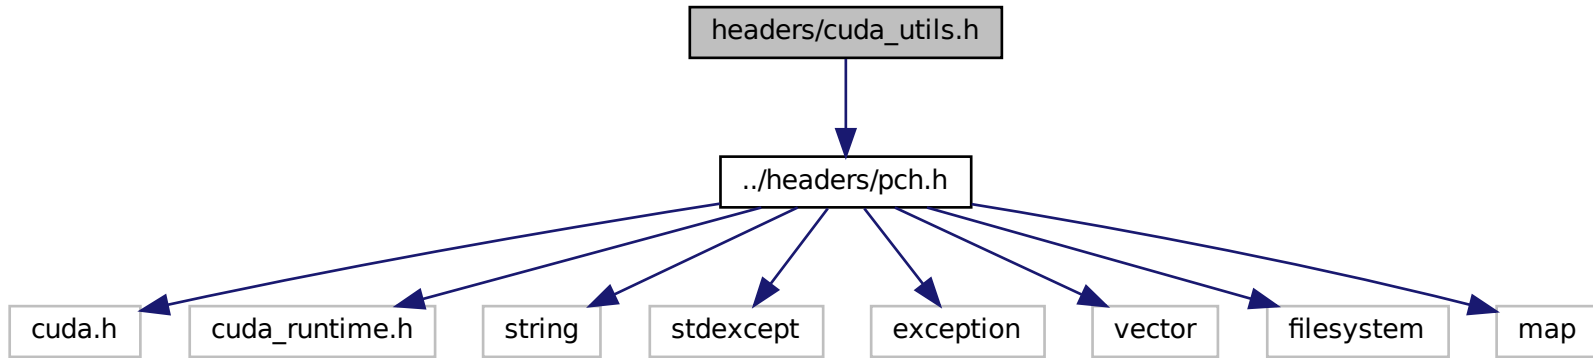 headers/cuda_utils.h
../headers/pch.h
cuda.h
cuda_runtime.h
string
stdexcept
exception
vector
filesystem
map